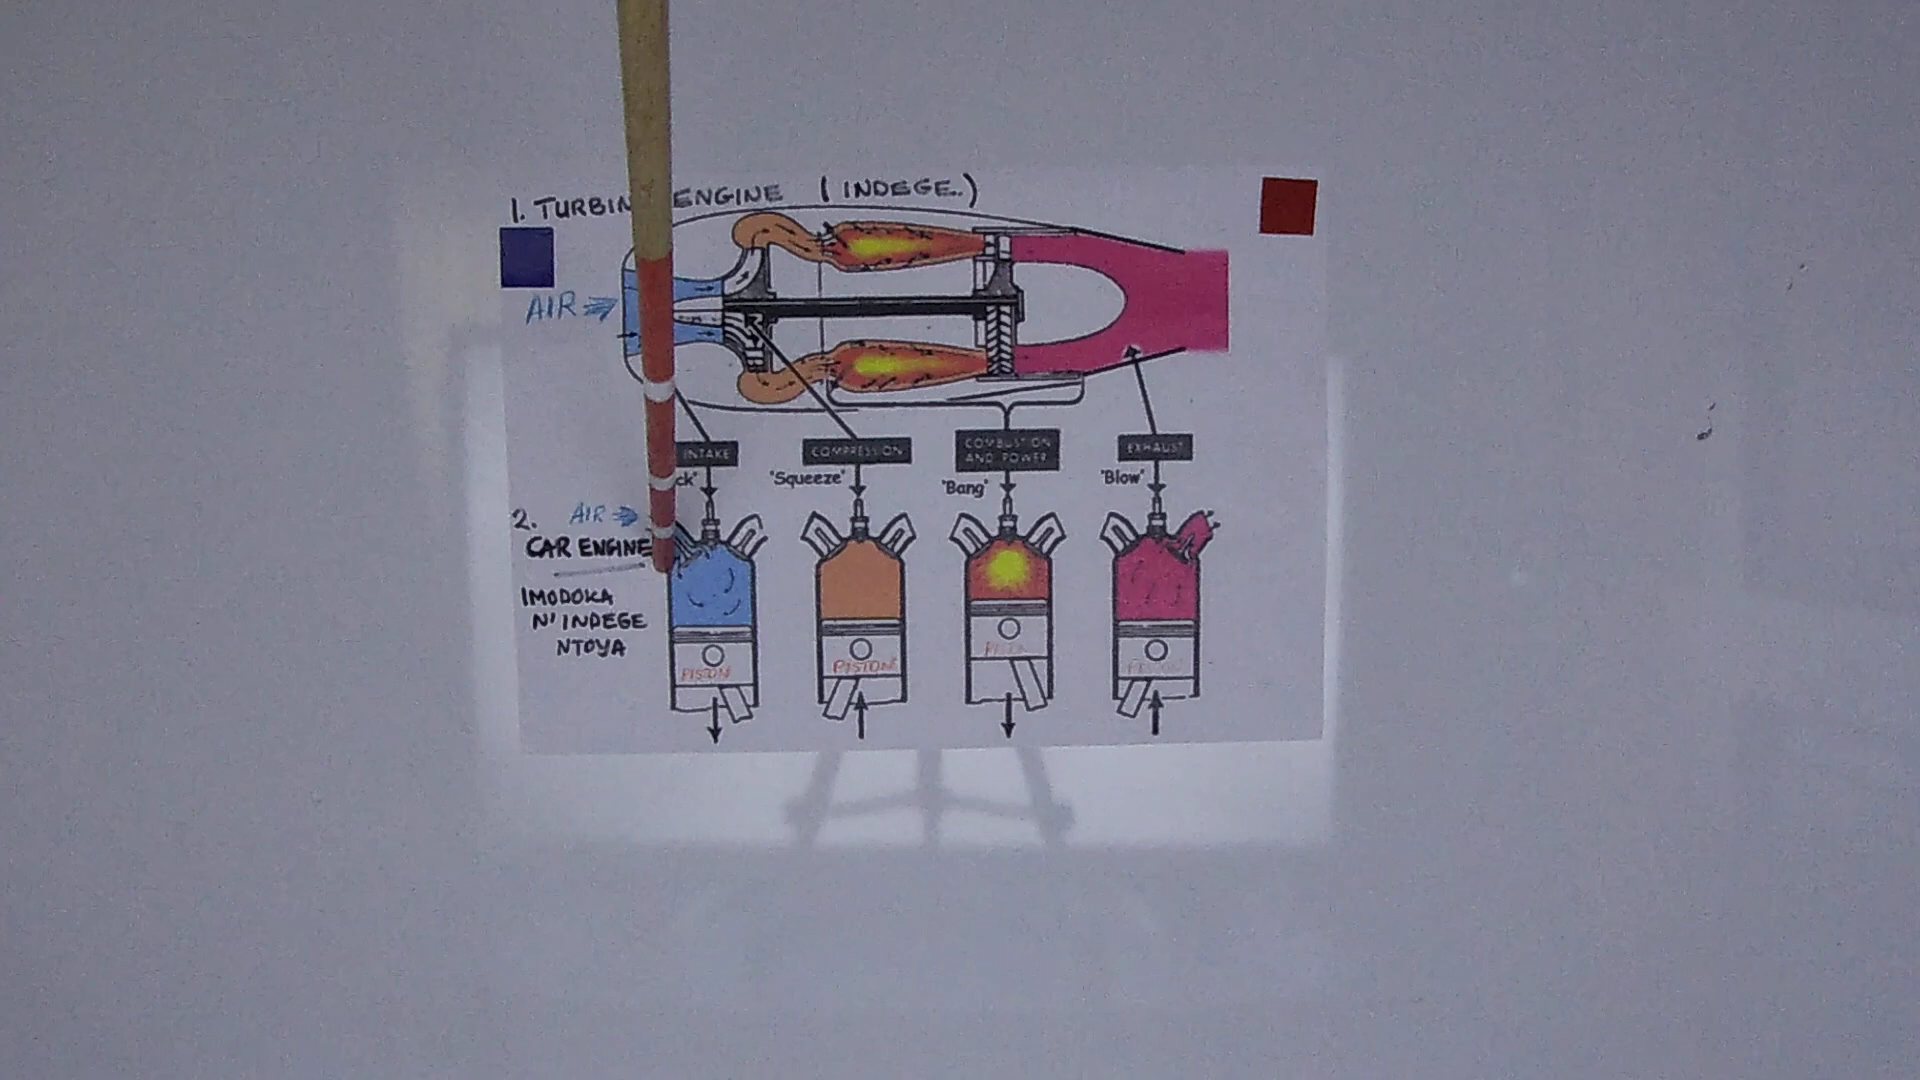 1. TURBIN ENGINE ( INDEGE.)
AIR
INTAKE
COMPRESSION
COMBUSTION
AND POWER
EXHAUST
ck'
'Squeeze'
'Bang'
'Blow'
2. AIR
CAR ENGINE
IMODOKA
N' INDEGE
NTOYA
PISTON
PISTON